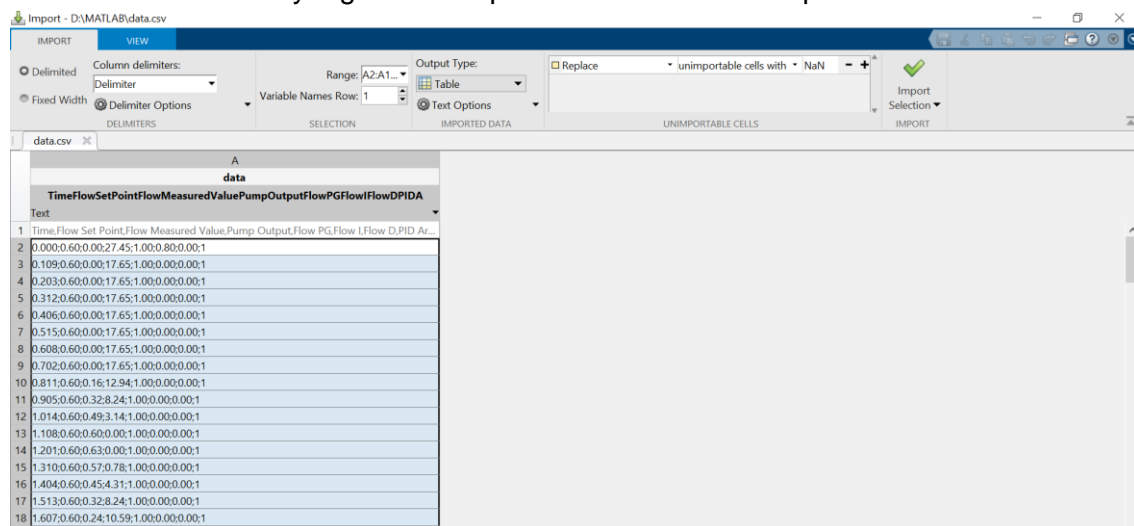 Import - D:\MATLAB\data.csv
IMPORT VIEW
Delimited
Fixed Width
Column delimiters:
Delimiter
Delimiter Options
DELIMITERS
Range: A2:A1...
Variable Names Row: 1
SELECTION
Output Type:
Table
Text Options
IMPORTED DATA
Replace unimportable cells with NaN - +
UNIMPORTABLE CELLS
Import
Selection
IMPORT
data.csv
A
data
TimeFlowSetPointFlowMeasuredValuePumpOutputFlowPGFlowIFlowDPIDA
Text
1 Time,Flow Set Point,Flow Measured Value,Pump Output,Flow PG,Flow I,Flow D,PID Ar...
2 0.000;0.60;0.00;27.45;1.00;0.80;0.00;1
3 0.109;0.60;0.00;17.65;1.00;0.00;0.00;1
4 0.203;0.60;0.00;17.65;1.00;0.00;0.00;1
5 0.312;0.60;0.00;17.65;1.00;0.00;0.00;1
6 0.406;0.60;0.00;17.65;1.00;0.00;0.00;1
7 0.515;0.60;0.00;17.65;1.00;0.00;0.00;1
8 0.608;0.60;0.00;17.65;1.00;0.00;0.00;1
9 0.702;0.60;0.00;17.65;1.00;0.00;0.00;1
10 0.811;0.60;0.16;12.94;1.00;0.00;0.00;1
11 0.905;0.60;0.32;8.24;1.00;0.00;0.00;1
12 1.014;0.60;0.49;3.14;1.00;0.00;0.00;1
13 1.108;0.60;0.60;0.00;1.00;0.00;0.00;1
14 1.201;0.60;0.63;0.00;1.00;0.00;0.00;1
15 1.310;0.60;0.57;0.78;1.00;0.00;0.00;1
16 1.404;0.60;0.45;4.31;1.00;0.00;0.00;1
17 1.513;0.60;0.32;8.24;1.00;0.00;0.00;1
18 1.607;0.60;0.24;10.59;1.00;0.00;0.00;1